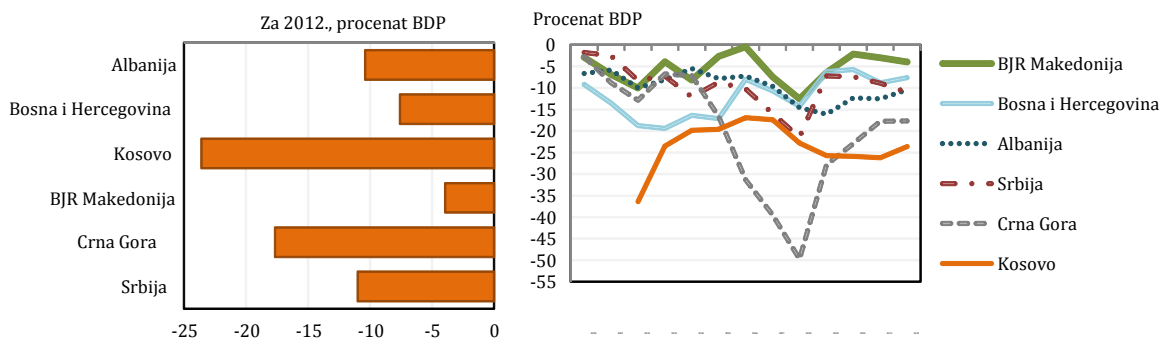 Za 2012., procenat BDP
Albanija
Bosna i Hercegovina
Kosovo
BJR Makedonija
Crna Gora
Srbija
-25 -20 -15 -10 -5 0
Procenat BDP
0
-5
-10
-15
-20
-25
-30
-35
-40
-45
-50
-55
BJR Makedonija
Bosna i Hercegovina
Albanija
Srbija
Crna Gora
Kosovo